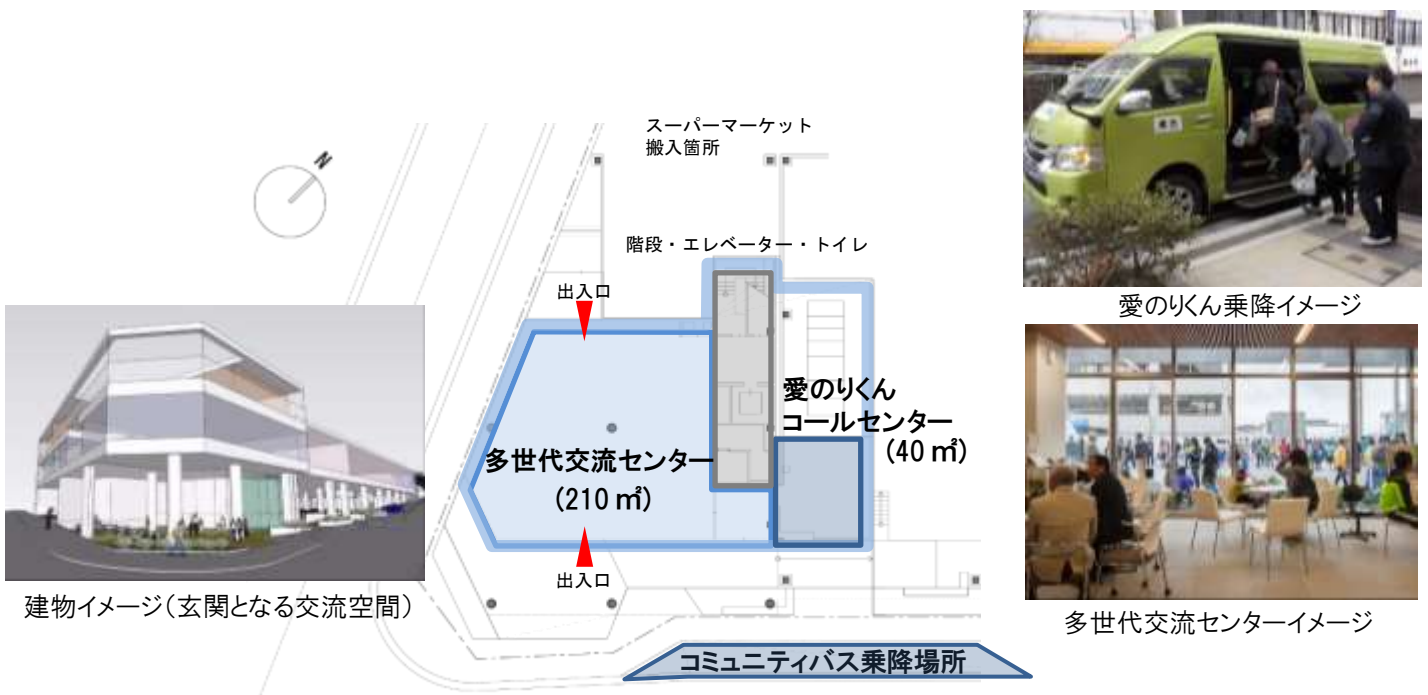 スーパーマーケット
搬入箇所
N
階段・エレベーター・トイレ
出入口
愛のりくん乗降イメージ
愛のりくん
コールセンター
(40㎡)
多世代交流センター
(210㎡)
出入口
建物イメージ(玄関となる交流空間)
多世代交流センターイメージ
コミュニティバス乗降場所